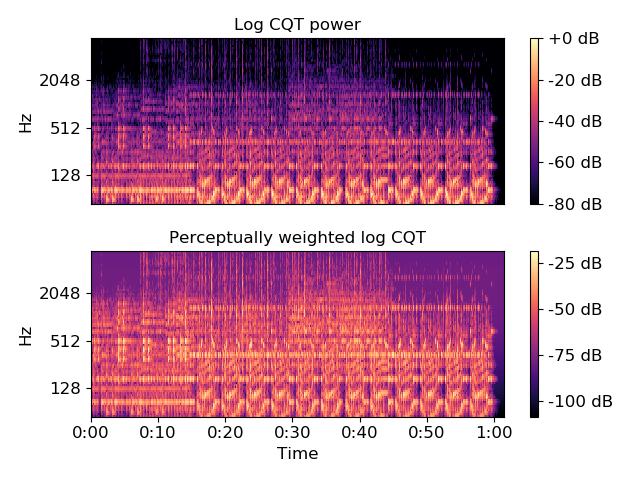 Log CQT power
+0 dB
2048
-20 dB
Hz
512
-40 dB
128
-60 dB
-80 dB
Perceptually weighted log CQT
-25 dB
2048
-50 dB
Hz
512
-75 dB
128
-100 dB
0:00 0:10 0:20 0:30 0:40 0:50 1:00
Time